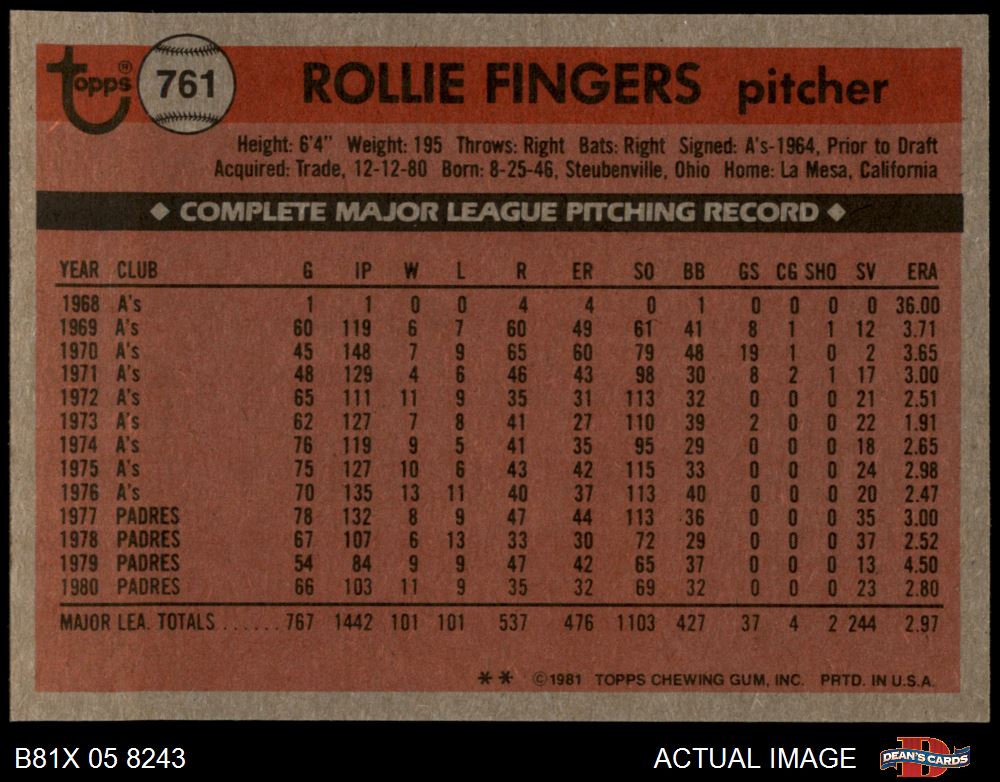 topps® 761 ROLLIE FINGERS pitcher
Height: 6'4" Weight: 195 Throws: Right Bats: Right Signed: A's-1964, Prior to Draft
Acquired: Trade, 12-12-80 Born: 8-25-46, Steubenville, Ohio Home: La Mesa, California
◆ COMPLETE MAJOR LEAGUE PITCHING RECORD ◆
YEAR CLUB G IP W L R ER SO BB GS CG SHO SV ERA
1968 A's 1 1 0 0 4 4 0 1 0 0 0 0 36.00
1969 A's 60 119 6 7 60 49 61 41 8 1 1 12 3.71
1970 A's 45 148 7 9 65 60 79 48 19 1 0 2 3.65
1971 A's 48 129 4 6 46 43 98 30 8 2 1 17 3.00
1972 A's 65 111 11 9 35 31 113 32 0 0 0 21 2.51
1973 A's 62 127 7 8 41 27 110 39 2 0 0 22 1.91
1974 A's 76 119 9 5 41 35 95 29 0 0 0 18 2.65
1975 A's 75 127 10 6 43 42 115 33 0 0 0 24 2.98
1976 A's 70 135 13 11 40 37 113 40 0 0 0 20 2.47
1977 PADRES 78 132 8 9 47 44 113 36 0 0 0 35 3.00
1978 PADRES 67 107 6 13 33 30 72 29 0 0 0 37 2.52
1979 PADRES 54 84 9 9 47 42 65 37 0 0 0 13 4.50
1980 PADRES 66 103 11 9 35 32 69 32 0 0 0 23 2.80
MAJOR LEA. TOTALS......767 1442 101 101 537 476 1103 427 37 4 2 244 2.97
** ©1981 TOPPS CHEWING GUM, INC. PRTD. IN U.S.A.
B81X 05 8243 ACTUAL IMAGE DEAN'S CARDS